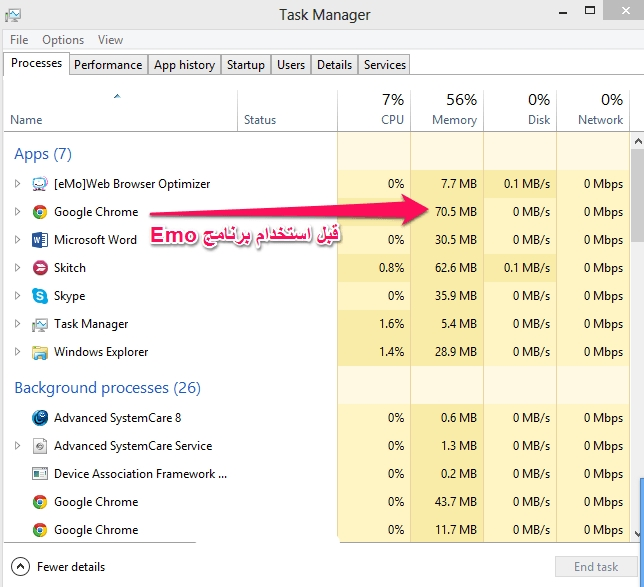 Task Manager
File Options View
Processes Performance App history Startup Users Details Services
7% 56% 0% 0%
Name Status CPU Memory Disk Network
Apps (7)
[eMo]Web Browser Optimizer 0% 7.7 MB 0.1 MB/s 0 Mbps
Google Chrome 70.5 MB 0 MB/s 0 Mbps
قبل استخدام برنامج Emo
Microsoft Word 0% 30.5 MB 0 MB/s 0 Mbps
Skitch 0.8% 62.6 MB 0.1 MB/s 0 Mbps
Skype 0% 35.9 MB 0 MB/s 0 Mbps
Task Manager 1.6% 5.4 MB 0 MB/s 0 Mbps
Windows Explorer 1.4% 28.9 MB 0 MB/s 0 Mbps
Background processes (26)
Advanced SystemCare 8 0% 0.6 MB 0 MB/s 0 Mbps
Advanced SystemCare Service 0% 1.3 MB 0 MB/s 0 Mbps
Device Association Framework ... 0% 0.2 MB 0 MB/s 0 Mbps
Google Chrome 0% 43.7 MB 0 MB/s 0 Mbps
Google Chrome 0% 11.7 MB 0 MB/s 0 Mbps
Fewer details End task